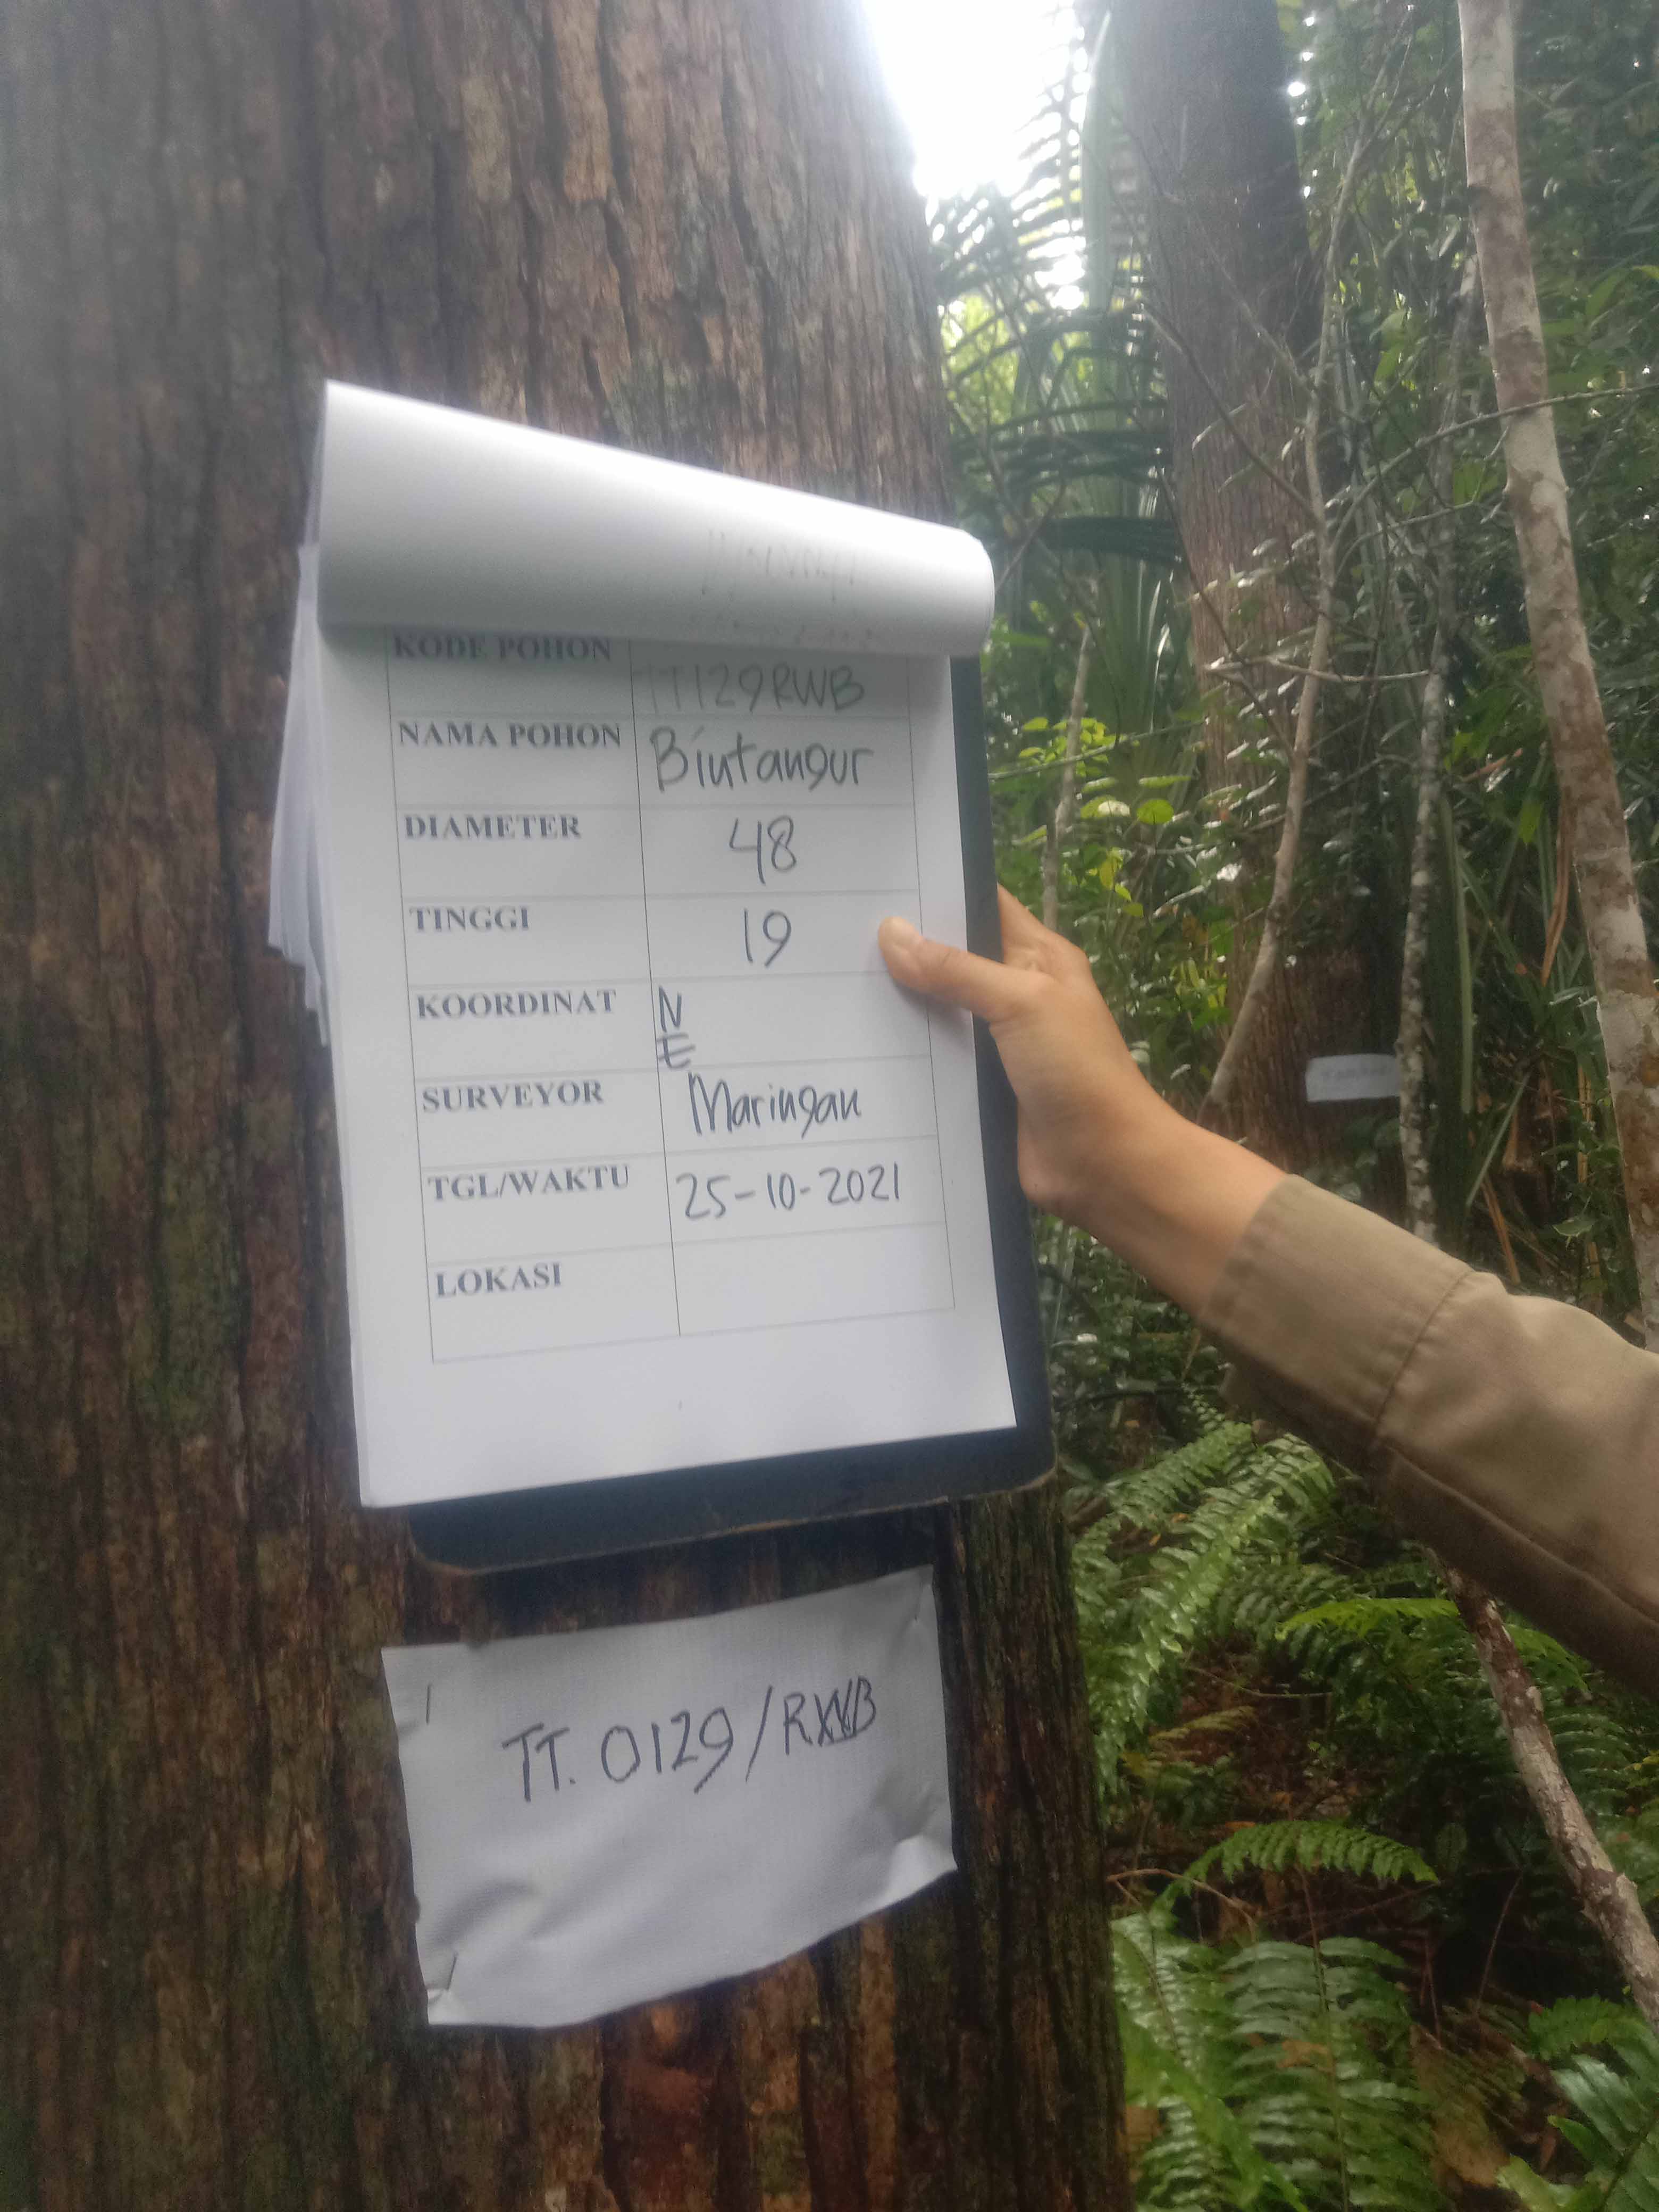 KODE POHON TT129RWB
NAMA POHON Bintangur
DIAMETER 48
TINGGI 19
KOORDINAT N
E
SURVEYOR Maringan
TGL/WAKTU 25-10-2021
LOKASI
TT. 0129/RWB